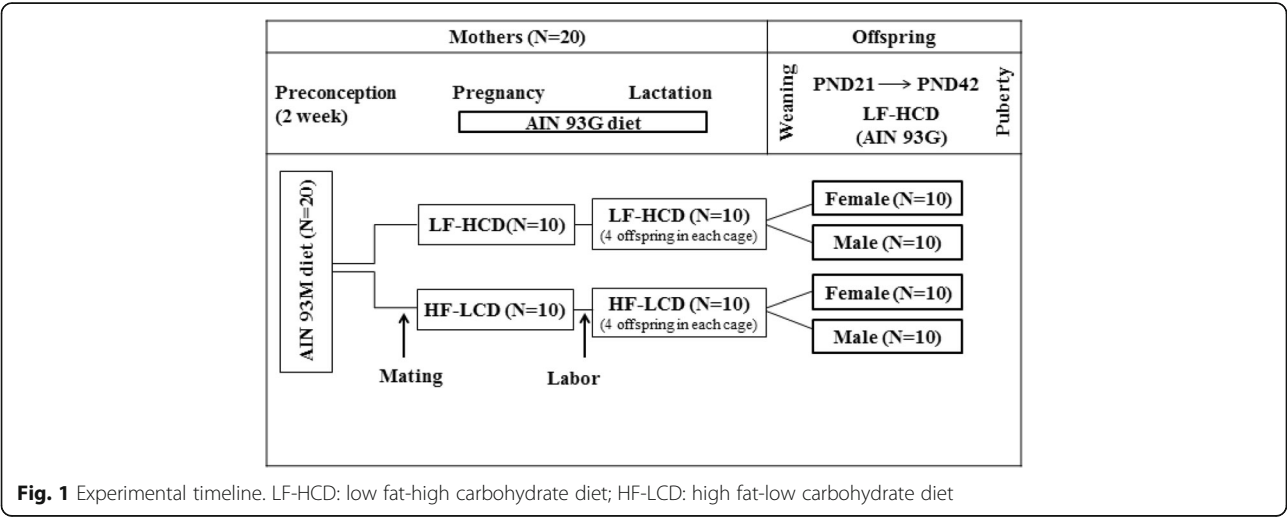 Mothers (N=20)
Offspring
Preconception
(2 week)
Pregnancy
Lactation
AIN 93G diet
Weaning
PND21 ⟶ PND42
LF-HCD
(AIN 93G)
Puberty
AIN 93M diet (N=20)
LF-HCD(N=10)
LF-HCD (N=10)
(4 offspring in each cage)
Female (N=10)
Male (N=10)
HF-LCD (N=10)
HF-LCD (N=10)
(4 offspring in each cage)
Female (N=10)
Male (N=10)
Mating
Labor
Fig. 1 Experimental timeline. LF-HCD: low fat-high carbohydrate diet; HF-LCD: high fat-low carbohydrate diet